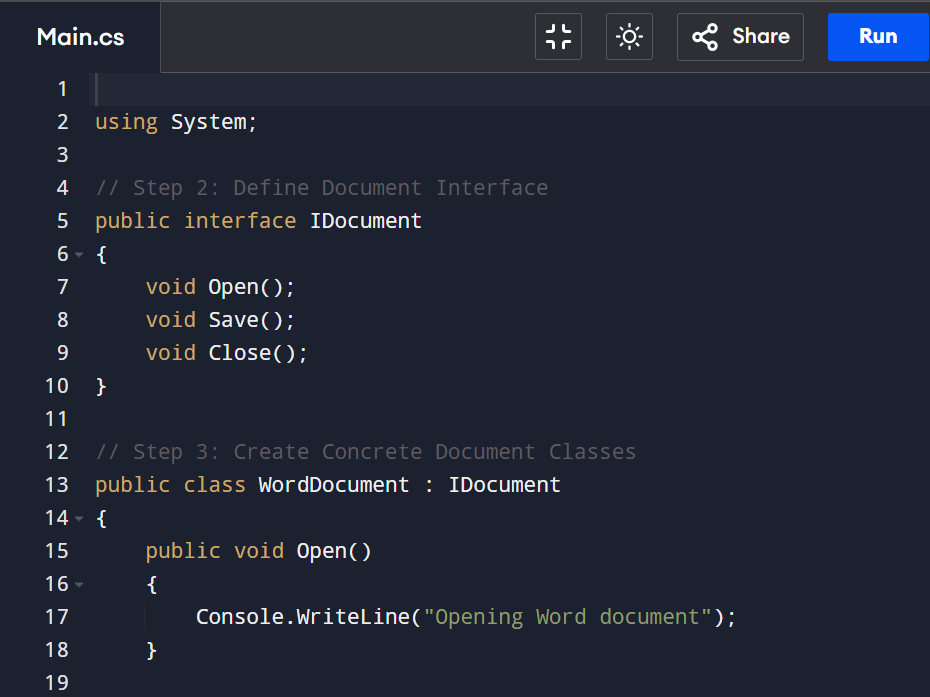 Main.cs
Share
Run
1
2 using System;
3
4 // Step 2: Define Document Interface
5 public interface IDocument
6 {
7     void Open();
8     void Save();
9     void Close();
10 }
11
12 // Step 3: Create Concrete Document Classes
13 public class WordDocument : IDocument
14 {
15     public void Open()
16     {
17         Console.WriteLine("Opening Word document");
18     }
19